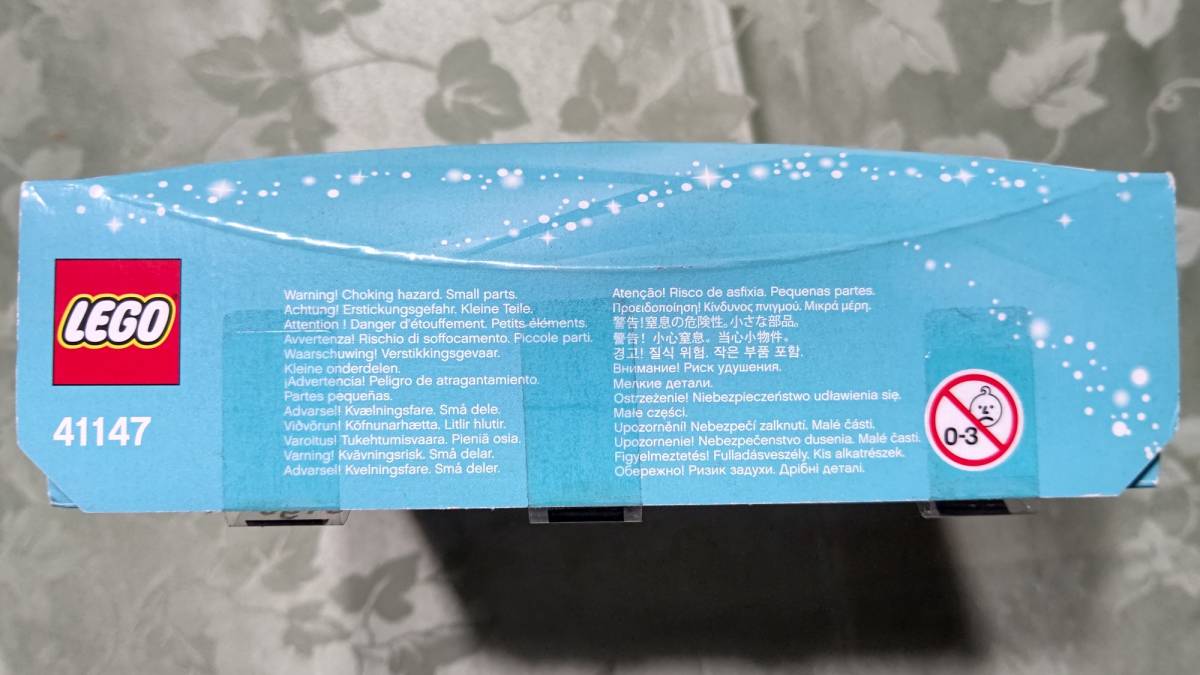 LEGO
41147
Warning! Choking hazard. Small parts.
Achtung! Erstickungsgefahr. Kleine Teile.
Attention ! Danger d'étouffement. Petits éléments.
Avvertenza! Rischio di soffocamento. Piccole parti.
Waarschuwing! Verstikkingsgevaar.
Kleine onderdelen.
¡Advertencia! Peligro de atragantamiento.
Partes pequeñas.
Advarsel! Kvælningsfare. Små dele.
Viðvörun! Köfnunarhætta. Litlir hlutir.
Varoitus! Tukehtumisvaara. Pieniä osia.
Varning! Kvävningsrisk. Små delar.
Advarsel! Kvelningsfare. Små deler.
Atenção! Risco de asfixia. Pequenas partes.
Προειδοποίηση! Κίνδυνος πνιγμού. Μικρά μέρη.
警告!窒息の危険性。小さな部品。
警告！小心窒息。当心小物件。
경고! 질식 위험. 작은 부품 포함.
Внимание! Риск удушения.
Мелкие детали.
Ostrzeżenie! Niebezpieczeństwo udławienia się.
Małe części.
Upozornění! Nebezpečí zalknutí. Malé části.
Upozornenie! Nebezpečenstvo dusenia. Malé časti.
Figyelmeztetés! Fulladásveszély. Kis alkatrészek.
Обережно! Ризик задухи. Дрібні деталі.
0-3